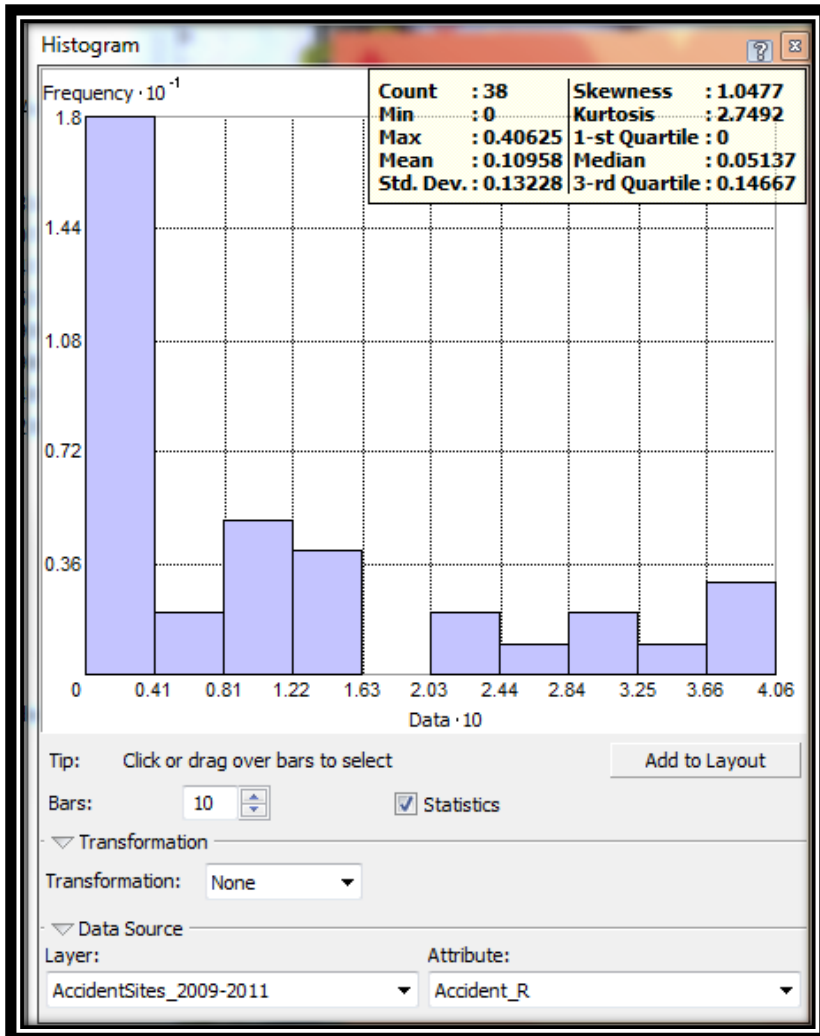 Histogram
Frequency · 10⁻¹
Count : 38 Skewness : 1.0477
Min : 0 Kurtosis : 2.7492
Max : 0.40625 1-st Quartile : 0
Mean : 0.10958 Median : 0.05137
Std. Dev. : 0.13228 3-rd Quartile : 0.14667
1.8
1.44
1.08
0.72
0.36
0 0.41 0.81 1.22 1.63 2.03 2.44 2.84 3.25 3.66 4.06
Data · 10
Tip: Click or drag over bars to select Add to Layout
Bars: 10 Statistics
Transformation
Transformation: None
Data Source
Layer: Attribute:
AccidentSites_2009-2011 Accident_R